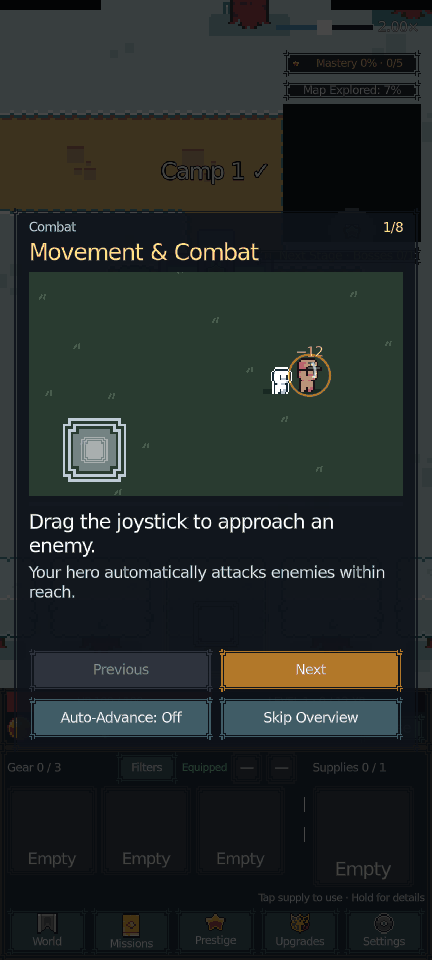 2.00x
Mastery 0% · 0/5
Map Explored: 7%
Camp 1 ✓
Combat
1/8
Movement & Combat
−12
Drag the joystick to approach an
enemy.
Your hero automatically attacks enemies within
reach.
Previous
Next
Auto-Advance: Off
Skip Overview
Gear 0 / 3
Filters
Equipped
—
—
Supplies 0 / 1
Empty
Empty
Empty
Empty
Tap supply to use · Hold for details
World
Missions
Prestige
Upgrades
Settings